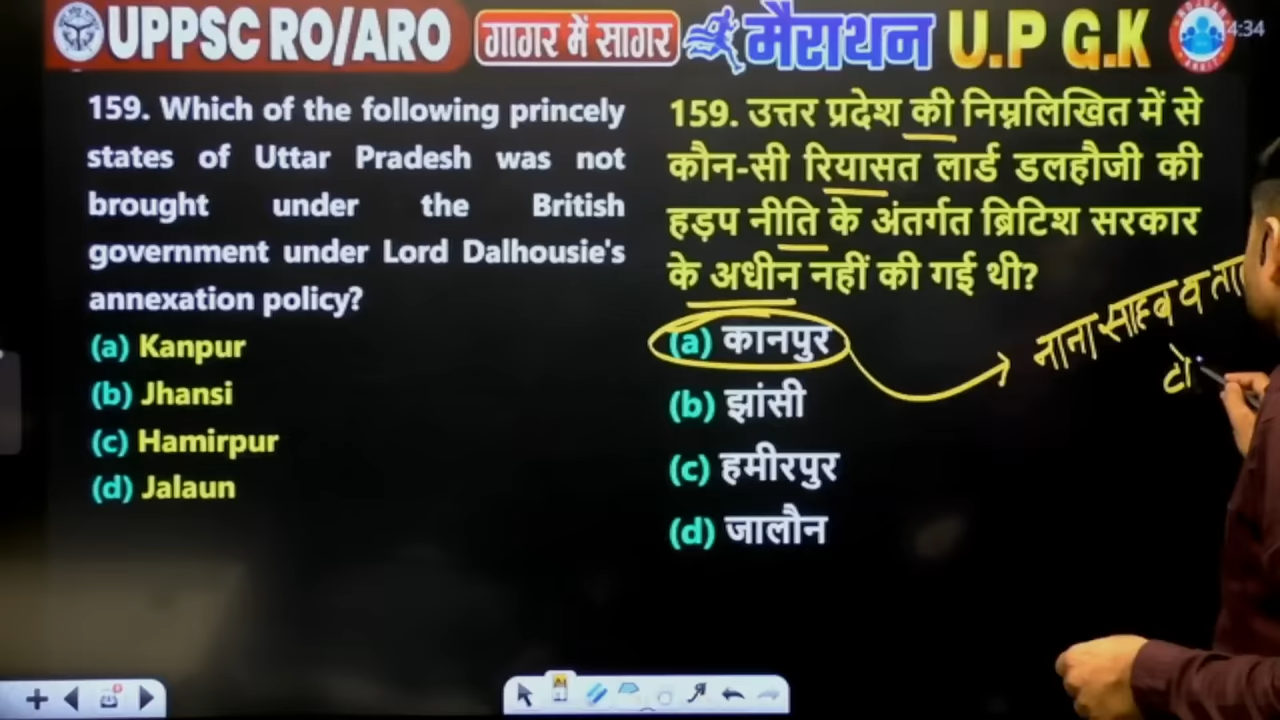 UPPSC RO/ARO गागर में सागर मैराथन U.P G.K
4:34
159. Which of the following princely
states of Uttar Pradesh was not
brought under the British
government under Lord Dalhousie's
annexation policy?
(a) Kanpur
(b) Jhansi
(c) Hamirpur
(d) Jalaun
159. उत्तर प्रदेश की निम्नलिखित में से
कौन-सी रियासत लार्ड डलहौजी की
हड़प नीति के अंतर्गत ब्रिटिश सरकार
के अधीन नहीं की गई थी?
(a) कानपुर
(b) झांसी
(c) हमीरपुर
(d) जालौन
नाना साहब व